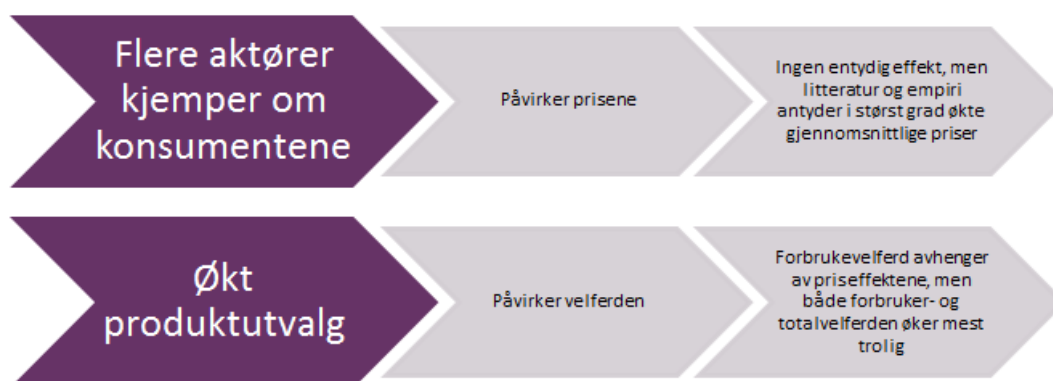 Flere aktører
kjemper om
konsumentene
Påvirker prisene
Ingen entydig effekt, men
litteratur og empiri
antyder i størst grad økte
gjennomsnittlige priser
Økt
produktutvalg
Påvirker velferden
Forbrukevelferd avhenger
av priseffektene, men
både forbruker- og
totalvelferden øker mest
trolig